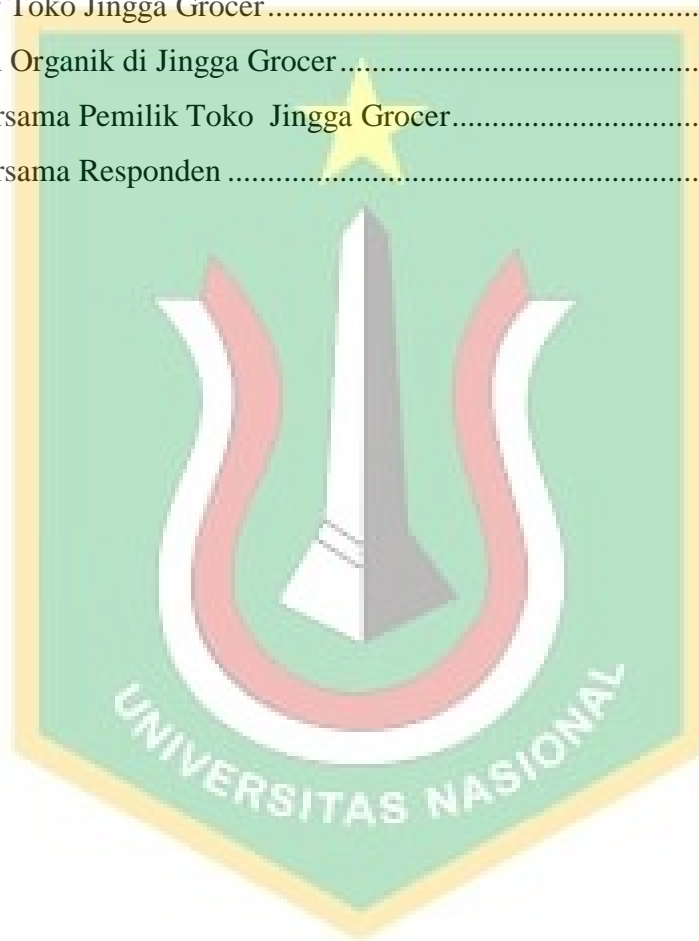 Toko Jingga Grocer........................................................
Organik di Jingga Grocer...............................................
rsama Pemilik Toko Jingga Grocer.................................
rsama Responden ............................................................
UNIVERSITAS NASIONAL